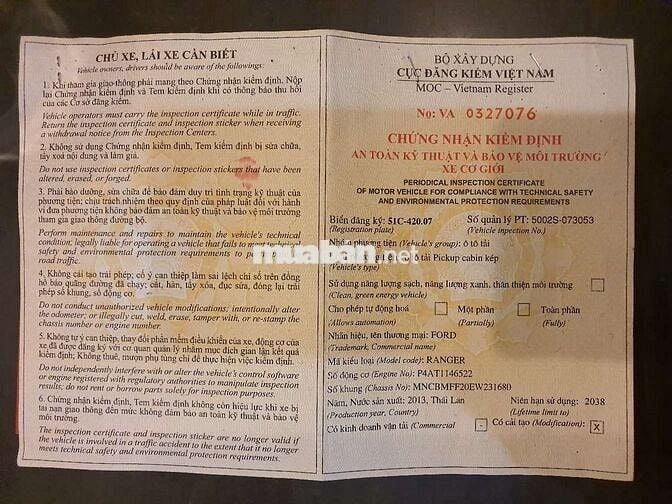 CHỦ XE, LÁI XE CẦN BIẾT
Vehicle owners, drivers should be aware of the followings:
1. Khi tham gia giao thông phải mang theo Chứng nhận kiểm định. Nộp
lại Chứng nhận kiểm định và Tem kiểm định khi có thông báo thu hồi
của các Cơ sở đăng kiểm.
Vehicle operators must carry the inspection certificate while in traffic.
Return the inspection certificate and inspection sticker when receiving
a withdrawal notice from the Inspection Centers.
2. Không sử dụng Chứng nhận kiểm định, Tem kiểm định bị sửa chữa,
tẩy xoá nội dung và làm giả.
Do not use inspection certificates or inspection stickers that have been
altered, erased, or forged.
3. Phải bảo dưỡng, sửa chữa để bảo đảm duy trì tình trạng kỹ thuật của
phương tiện; chịu trách nhiệm theo quy định của pháp luật đối với hành
vi đưa phương tiện không bảo đảm an toàn kỹ thuật và bảo vệ môi trường
tham gia giao thông đường bộ.
Perform maintenance and repairs to maintain the vehicle's technical
condition; legally liable for operating a vehicle that fails to meet technical
safety and environmental protection requirements to participate in
road traffic.
4. Không cải tạo trái phép; cố ý can thiệp làm sai lệch chỉ số trên đồng
hồ báo quãng đường đã chạy; cắt, hàn, tẩy xóa, đục sửa, đóng lại trái
phép số khung, số động cơ.
Do not conduct unauthorized vehicle modifications; intentionally alter
the odometer; or illegally cut, weld, erase, tamper with, or re-stamp the
chassis number or engine number.
5. Không tự ý can thiệp, thay đổi phần mềm điều khiển của xe, động cơ của
xe đã được đăng ký với cơ quan quản lý nhằm mục đích gian lận kết quả
kiểm định; Không thuê, mượn phụ tùng chỉ để thực hiện việc kiểm định.
Do not independently interfere with or alter the vehicle's control software
or engine registered with regulatory authorities to manipulate inspection
results; do not rent or borrow parts solely for inspection purposes.
6. Chứng nhận kiểm định, Tem kiểm định không còn hiệu lực khi xe bị
tai nạn giao thông đến mức không bảo đảm an toàn kỹ thuật và bảo vệ
môi trường.
The inspection certificate and inspection sticker are no longer valid if
the vehicle is involved in a traffic accident to the extent that it no longer
meets technical safety and environmental protection requirements.
BỘ XÂY DỰNG
CỤC ĐĂNG KIỂM VIỆT NAM
MOC – Vietnam Register
No: VA 0327076
CHỨNG NHẬN KIỂM ĐỊNH
AN TOÀN KỸ THUẬT VÀ BẢO VỆ MÔI TRƯỜNG
XE CƠ GIỚI
PERIODICAL INSPECTION CERTIFICATE
OF MOTOR VEHICLE FOR COMPLIANCE WITH TECHNICAL SAFETY
AND ENVIRONMENTAL PROTECTION REQUIREMENTS
Biển đăng ký: 51C-420.07 Số quản lý PT: 5002S-073053
(Registration plate) (Vehicle inspection No.)
Nhóm phương tiện (Vehicle's group): ô tô tải
tải Pickup cabin kép
(Vehicle's type)
muaban.net
Sử dụng năng lượng sạch, năng lượng xanh, thân thiện môi trường
(Clean, green energy vehicle)
Cho phép tự động hoá Một phần Toàn phần
(Allows automation) (Partially) (Fully)
Nhãn hiệu, tên thương mại: FORD
(Trademark, Commercial name)
Mã kiểu loại (Model code): RANGER
Số động cơ (Engine No): P4AT1146522
Số khung (Chassis No): MNCBMFF20EW231680
Năm, Nước sản xuất: 2013, Thái Lan Niên hạn sử dụng: 2038
(Production year, Country) (Lifetime limit to)
Có kinh doanh vận tải (Commercial - Có cải tạo (Modification): X